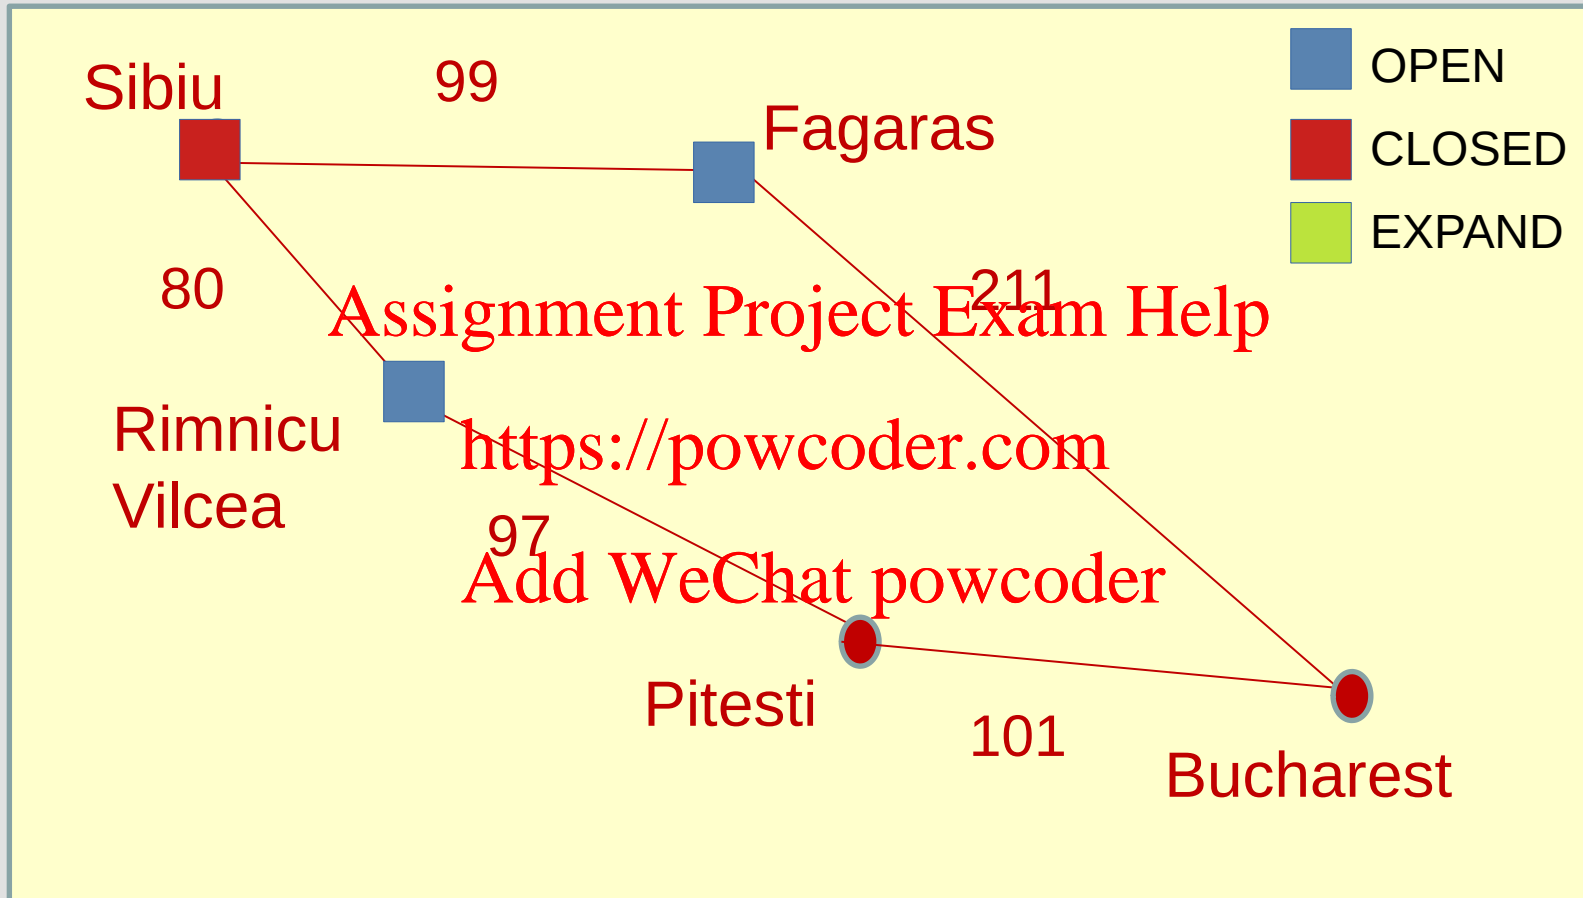 Sibiu
99
Fagaras
OPEN
CLOSED
EXPAND
80
211
Assignment Project Exam Help
Rimnicu
Vilcea
https://powcoder.com
97
Add WeChat powcoder
Pitesti
101
Bucharest